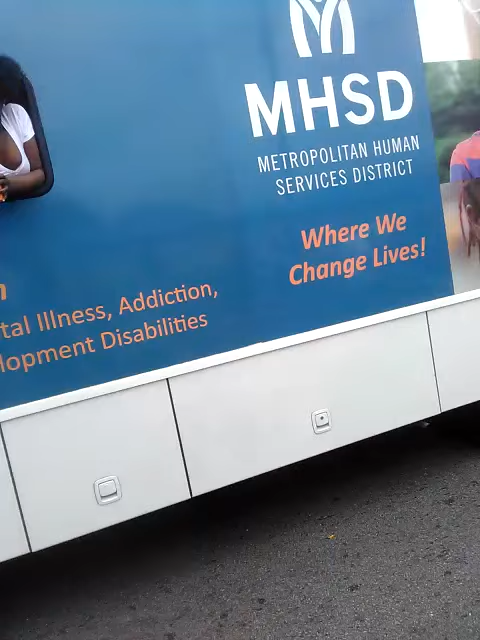 MHSD
METROPOLITAN HUMAN
SERVICES DISTRICT
Where We
Change Lives!
n
tal Illness, Addiction,
lopment Disabilities